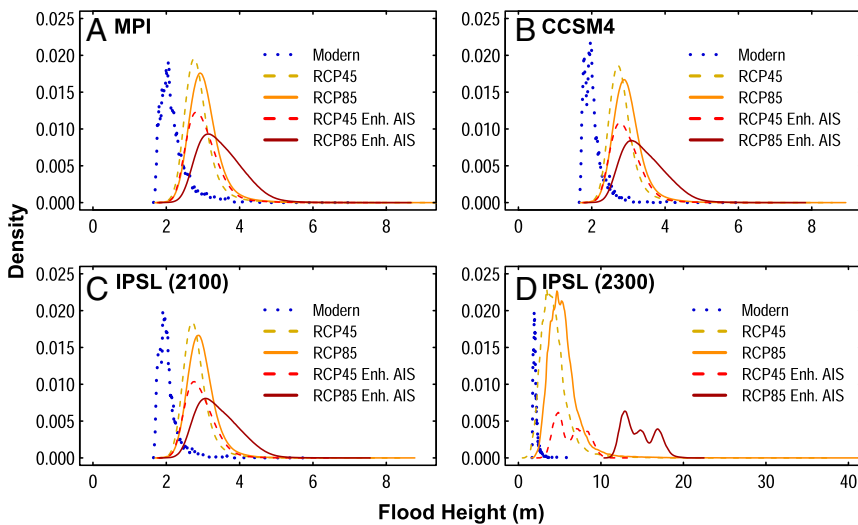 A MPI
0.025
0.020
0.015
0.010
0.005
0.000
Modern
RCP45
RCP85
RCP45 Enh. AIS
RCP85 Enh. AIS
0 2 4 6 8
B CCSM4
0.025
0.020
0.015
0.010
0.005
0.000
Modern
RCP45
RCP85
RCP45 Enh. AIS
RCP85 Enh. AIS
0 2 4 6 8
Density
C IPSL (2100)
0.025
0.020
0.015
0.010
0.005
0.000
Modern
RCP45
RCP85
RCP45 Enh. AIS
RCP85 Enh. AIS
0 2 4 6 8
D IPSL (2300)
0.025
0.020
0.015
0.010
0.005
0.000
Modern
RCP45
RCP85
RCP45 Enh. AIS
RCP85 Enh. AIS
0 10 20 30 40
Flood Height (m)